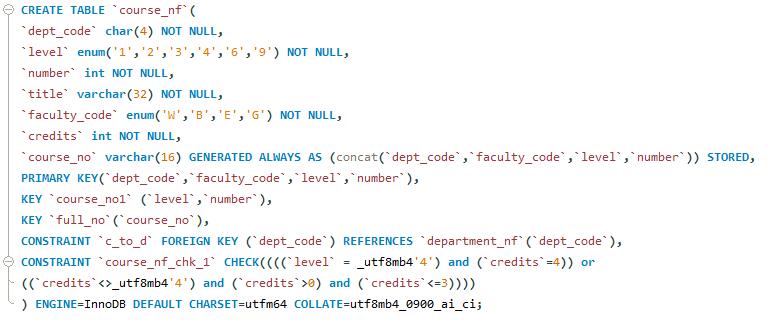 CREATE TABLE `course_nf`(
`dept_code` char(4) NOT NULL,
`level` enum('1','2','3','4','6','9') NOT NULL,
`number` int NOT NULL,
`title` varchar(32) NOT NULL,
`faculty_code` enum('W','B','E','G') NOT NULL,
`credits` int NOT NULL,
`course_no` varchar(16) GENERATED ALWAYS AS (concat(`dept_code`,`faculty_code`,`level`,`number`)) STORED,
PRIMARY KEY(`dept_code`,`faculty_code`,`level`,`number`),
KEY `course_no1` (`level`,`number`),
KEY `full_no`(`course_no`),
CONSTRAINT `c_to_d` FOREIGN KEY (`dept_code`) REFERENCES `department_nf`(`dept_code`),
CONSTRAINT `course_nf_chk_1` CHECK((((`level` = _utf8mb4'4') and (`credits`=4)) or
((`credits`<>_utf8mb4'4') and (`credits`>0) and (`credits`<=3))))
) ENGINE=InnoDB DEFAULT CHARSET=utfm64 COLLATE=utf8mb4_0900_ai_ci;